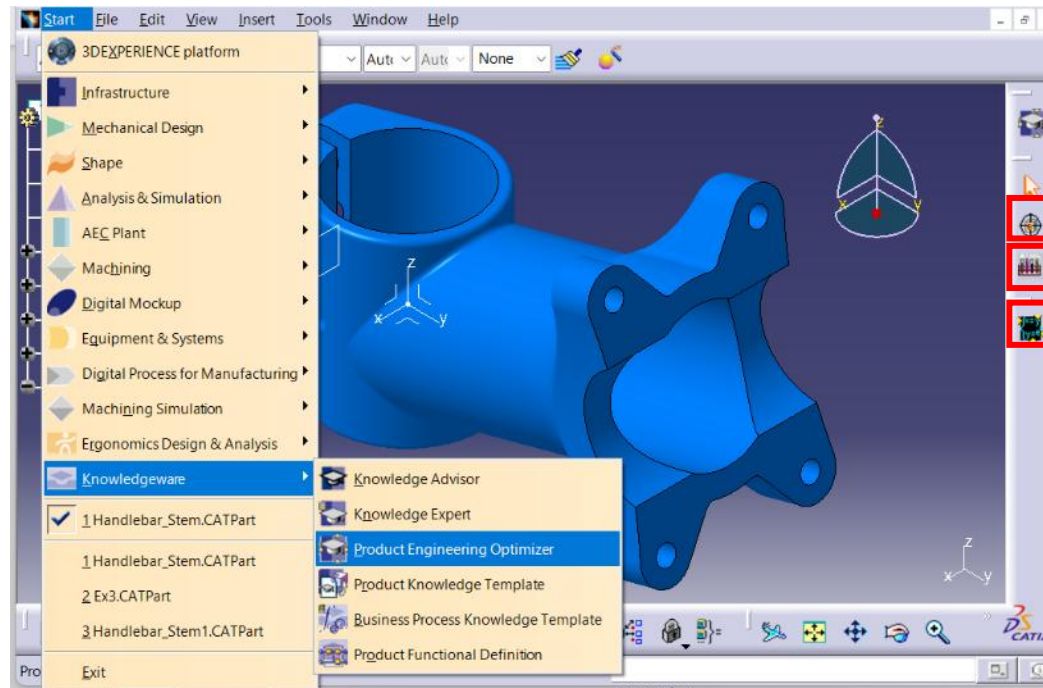 Start File Edit View Insert Tools Window Help
3DEXPERIENCE platform
Auto Auto None
Infrastructure
Mechanical Design
Shape
Analysis & Simulation
AEC Plant
Machining
Digital Mockup
Equipment & Systems
Digital Process for Manufacturing
Machining Simulation
Ergonomics Design & Analysis
Knowledgeware
1 Handlebar_Stem.CATPart
1 Handlebar_Stem.CATPart
2 Ex3.CATPart
3 Handlebar_Stem1.CATPart
Exit
Knowledge Advisor
Knowledge Expert
Product Engineering Optimizer
Product Knowledge Template
Business Process Knowledge Template
Product Functional Definition
z
x
y
z
x y
z
x y
DS
CATI
Pro